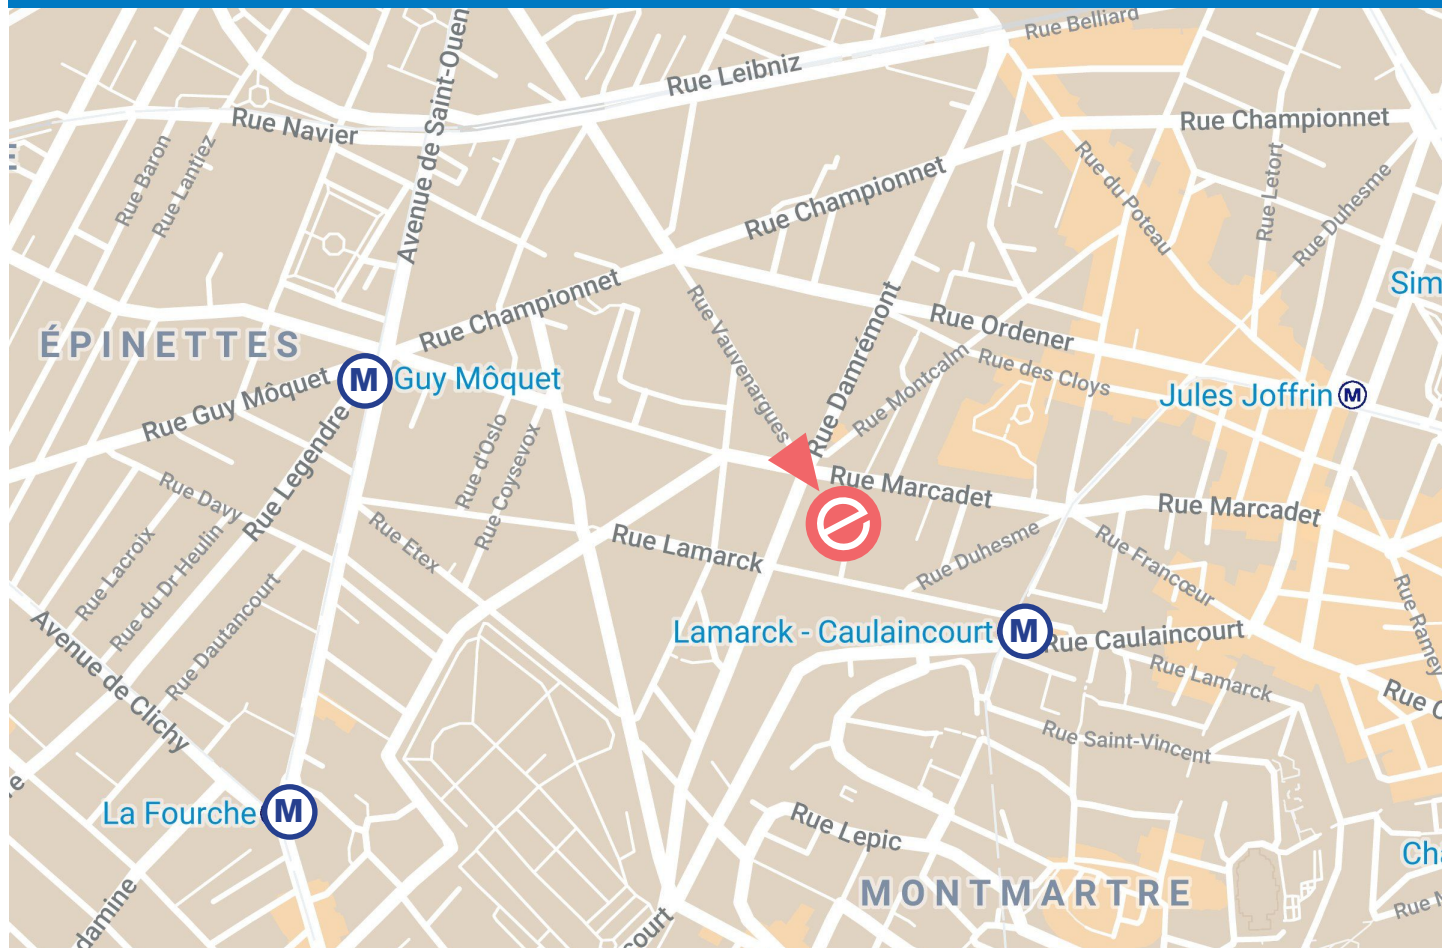 Rue Belliard
Rue Leibniz
Avenue de Saint-Ouen
Rue Navier
Rue Championnet
Rue Baron
Rue Lantiez
Rue Championnet
Rue du Poteau
Rue Letort
Rue Duhesme
Rue Championnet
Rue Vauvenargues
Rue Damrémont
Rue Ordener
Sim
ÉPINETTES
M
Guy Môquet
Rue Guy Môquet
Rue Montcalm
Rue des Cloys
Jules Joffrin
M
Rue Legendre
Rue d'Oslo
Rue Coysevox
Rue Marcadet
Rue Marcadet
Rue Davy
Rue Etex
Rue Lamarck
Rue Duhesme
Rue Francœur
Rue Lacroix
Rue du Dr Heulin
Rue Dautancourt
Rue Ramey
Lamarck - Caulaincourt
M
Rue Caulaincourt
Rue Lamarck
Avenue de Clichy
Rue C
Rue Saint-Vincent
La Fourche
M
Rue Lepic
Cha
MONTMARTRE
Rue M
damine
court